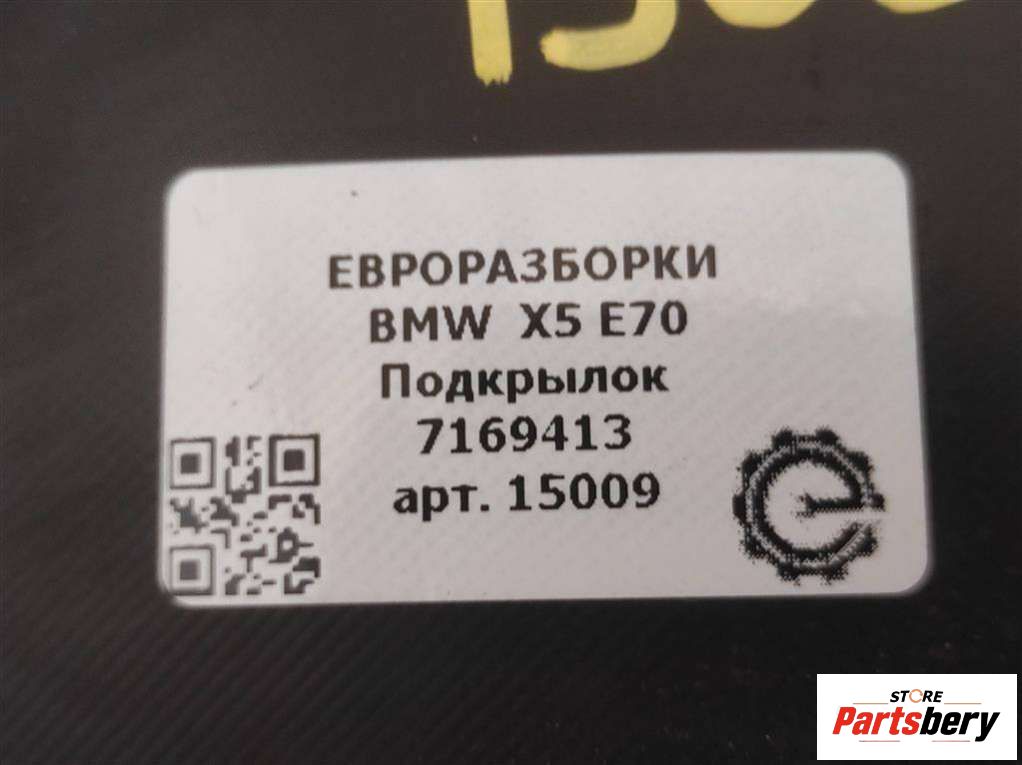 ЕВРОРАЗБОРКИ
BMW X5 E70
Подкрылок
7169413
арт. 15009
STORE
Partsbery